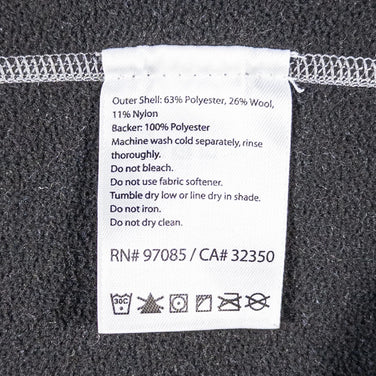 Outer Shell: 63% Polyester, 26% Wool,
11% Nylon
Backer: 100% Polyester
Machine wash cold separately, rinse
thoroughly.
Do not bleach.
Do not use fabric softener.
Tumble dry low or line dry in shade.
Do not iron.
Do not dry clean.
RN# 97085 / CA# 32350
30C